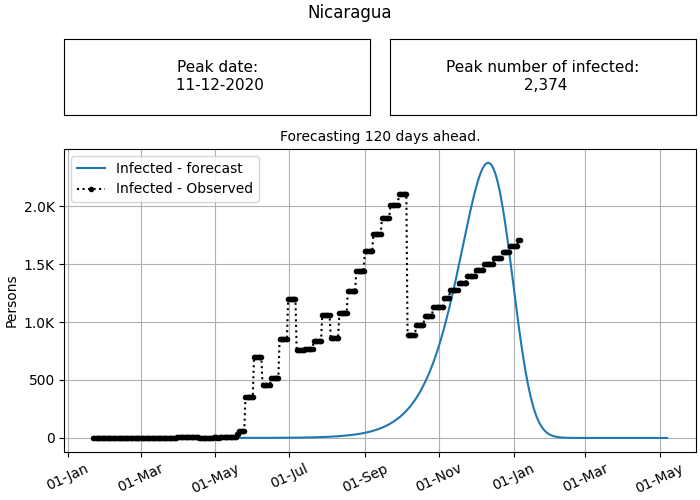 Nicaragua
Peak date:
11-12-2020
Peak number of infected:
2,374
Forecasting 120 days ahead.
Infected - forecast
Infected - Observed
Persons
2.0K
1.5K
1.0K
500
0
01-Jan
01-Mar
01-May
01-Jul
01-Sep
01-Nov
01-Jan
01-Mar
01-May